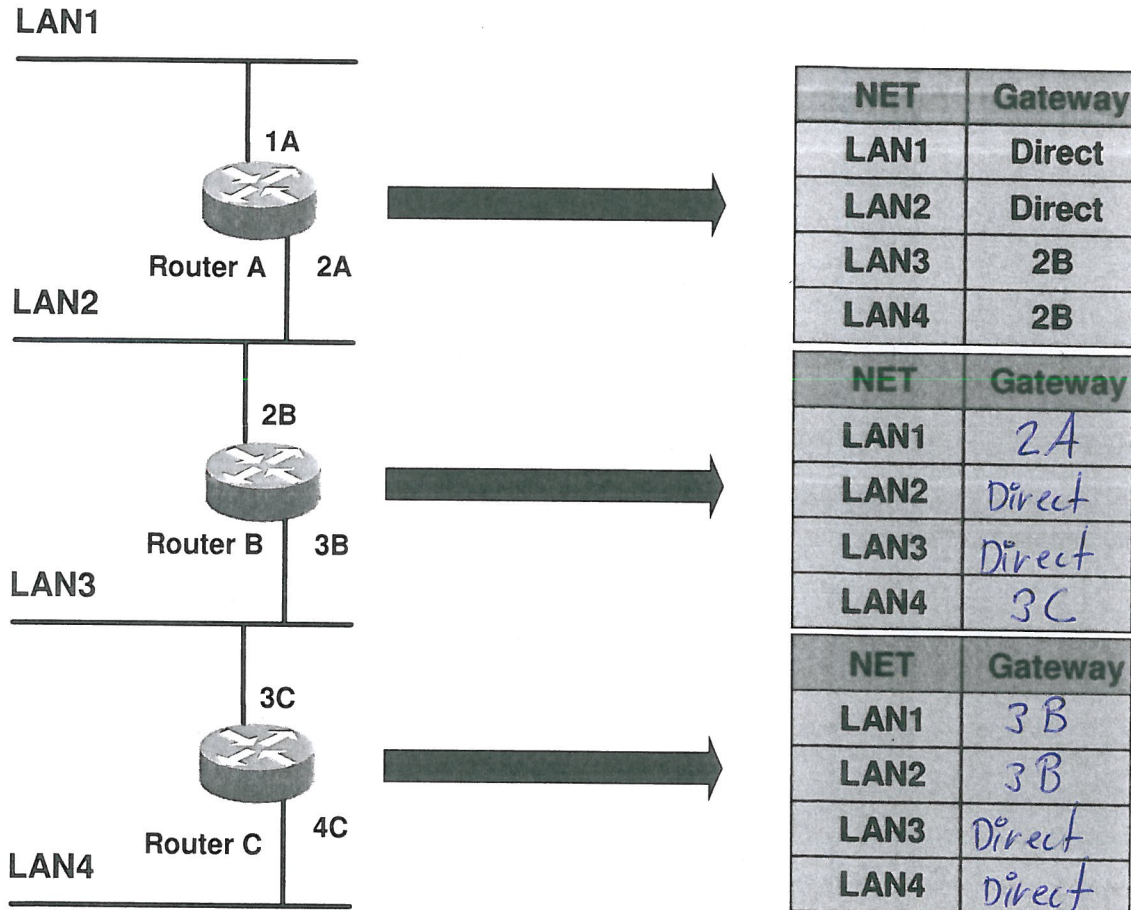 LAN1
1A
Router A
2A
LAN2
2B
Router B
3B
LAN3
3C
Router C
4C
LAN4
NET Gateway
LAN1 Direct
LAN2 Direct
LAN3 2B
LAN4 2B
NET Gateway
LAN1 2A
LAN2 Direct
LAN3 Direct
LAN4 3C
NET Gateway
LAN1 3B
LAN2 3B
LAN3 Direct
LAN4 Direct